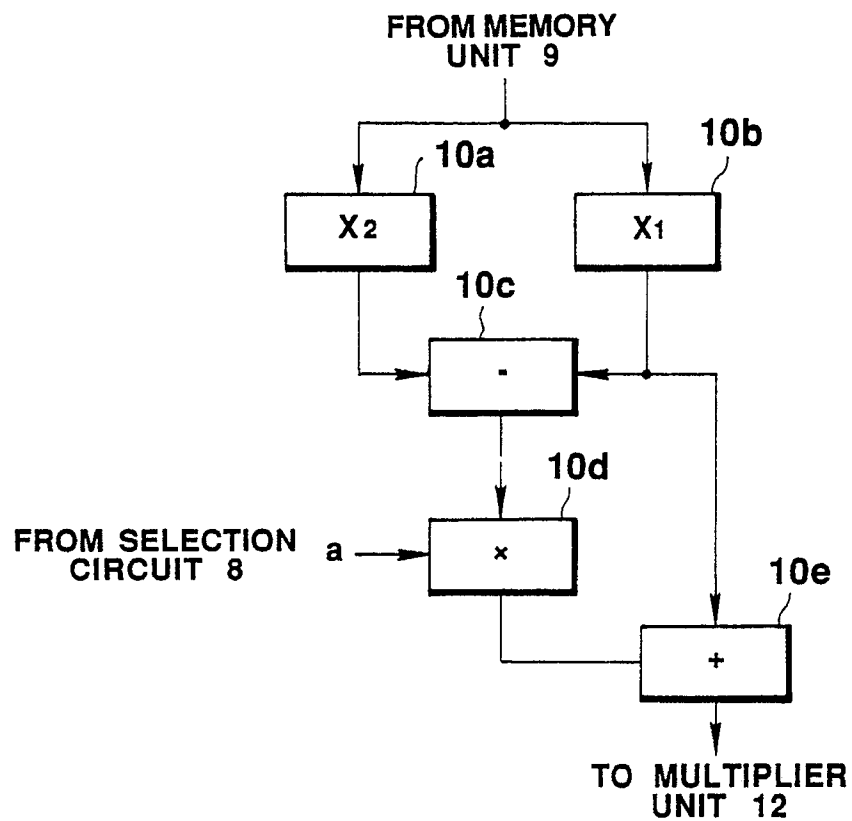 FROM MEMORY
UNIT 9
10a
10b
X2
X1
10c
-
10d
FROM SELECTION
CIRCUIT 8
a
×
10e
+
TO MULTIPLIER
UNIT 12